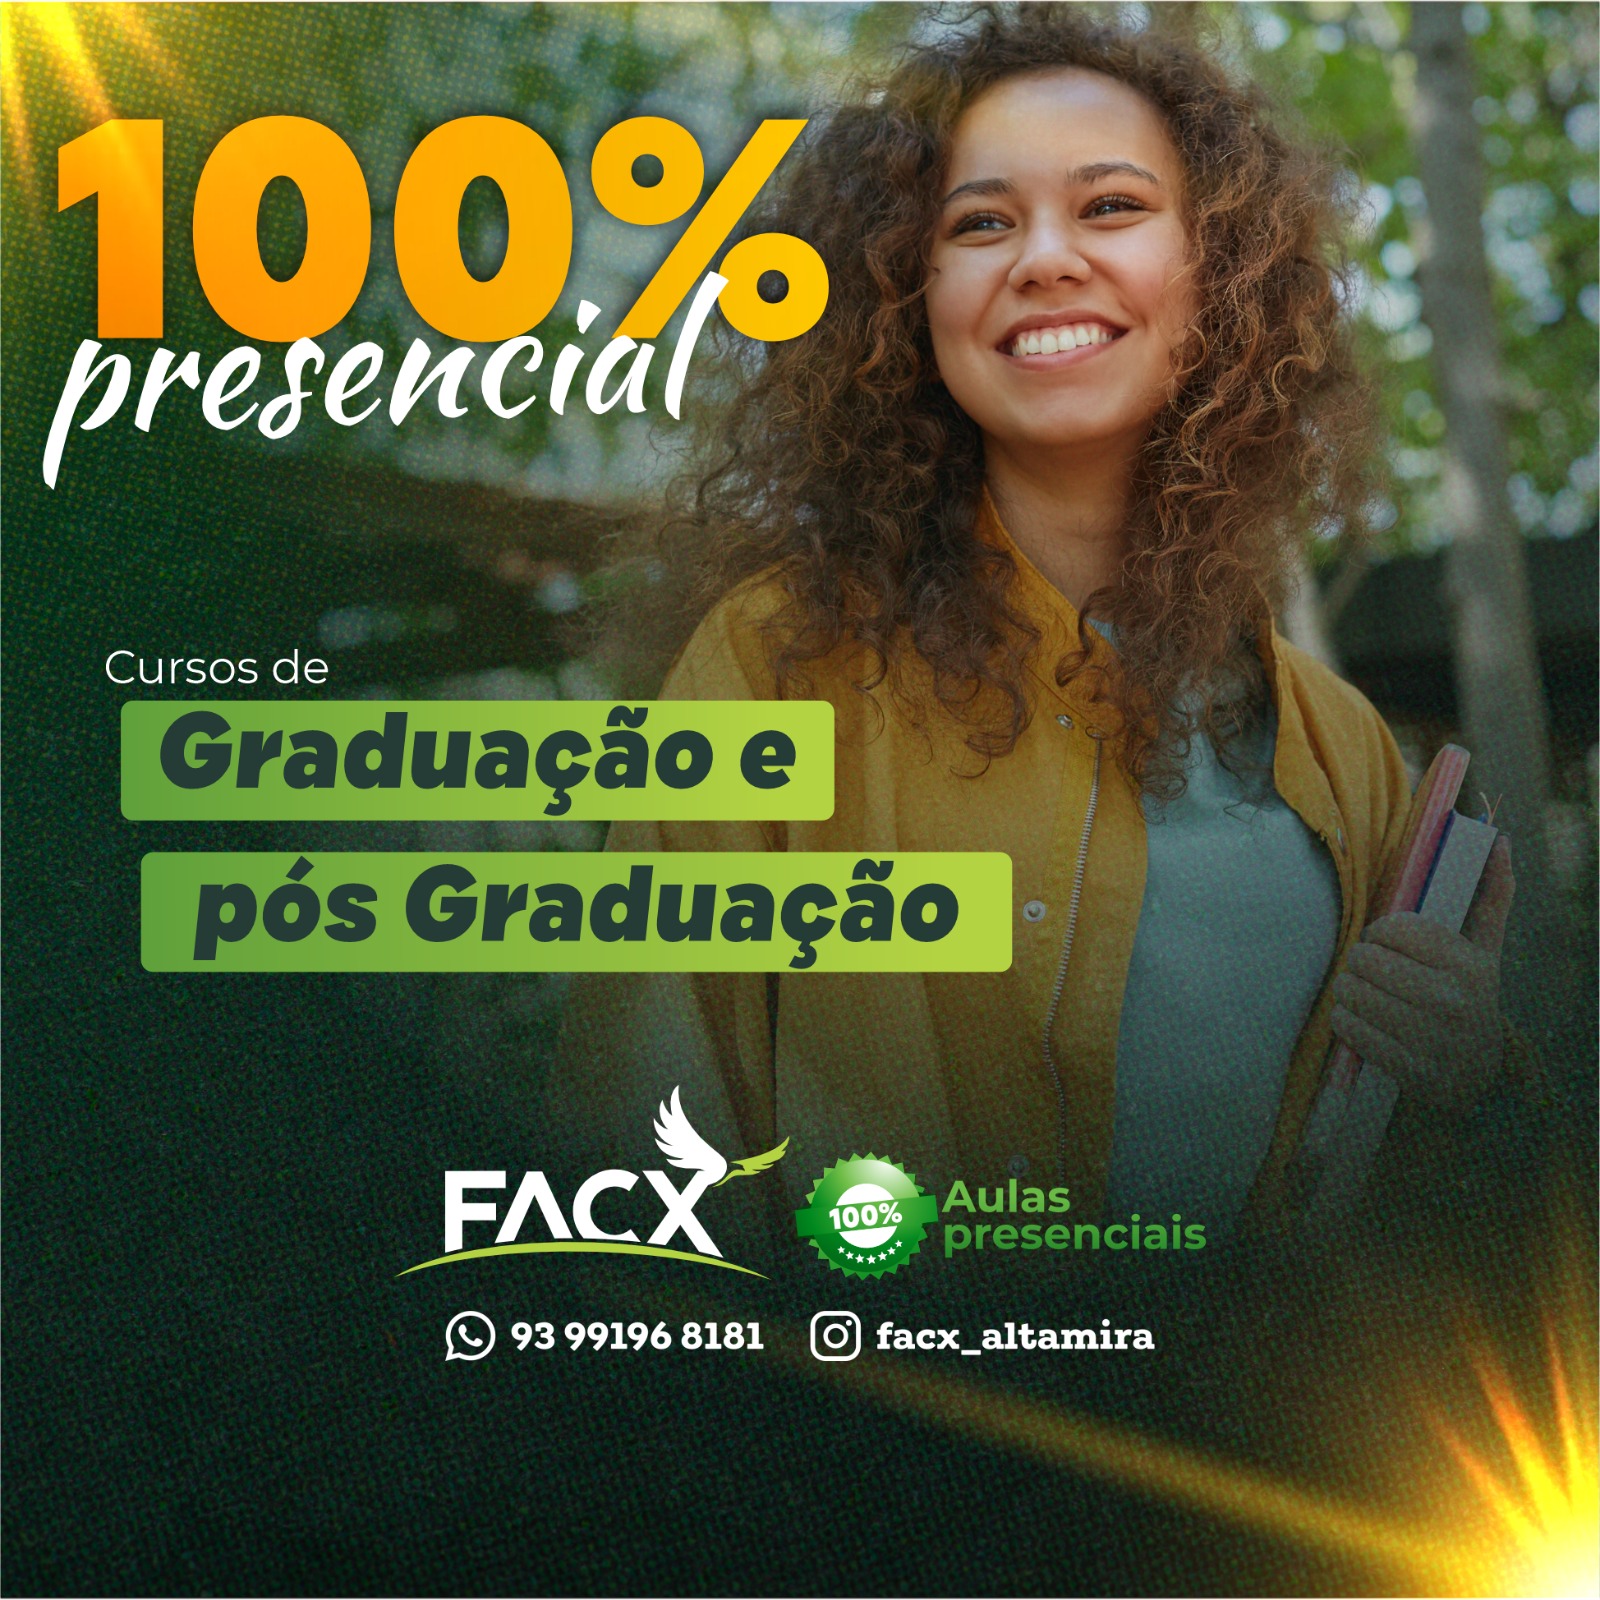 100%
presencial
Cursos de
Graduação e
pós Graduação
FACX
100%
Aulas
presenciais
93 99196 8181
facx_altamira